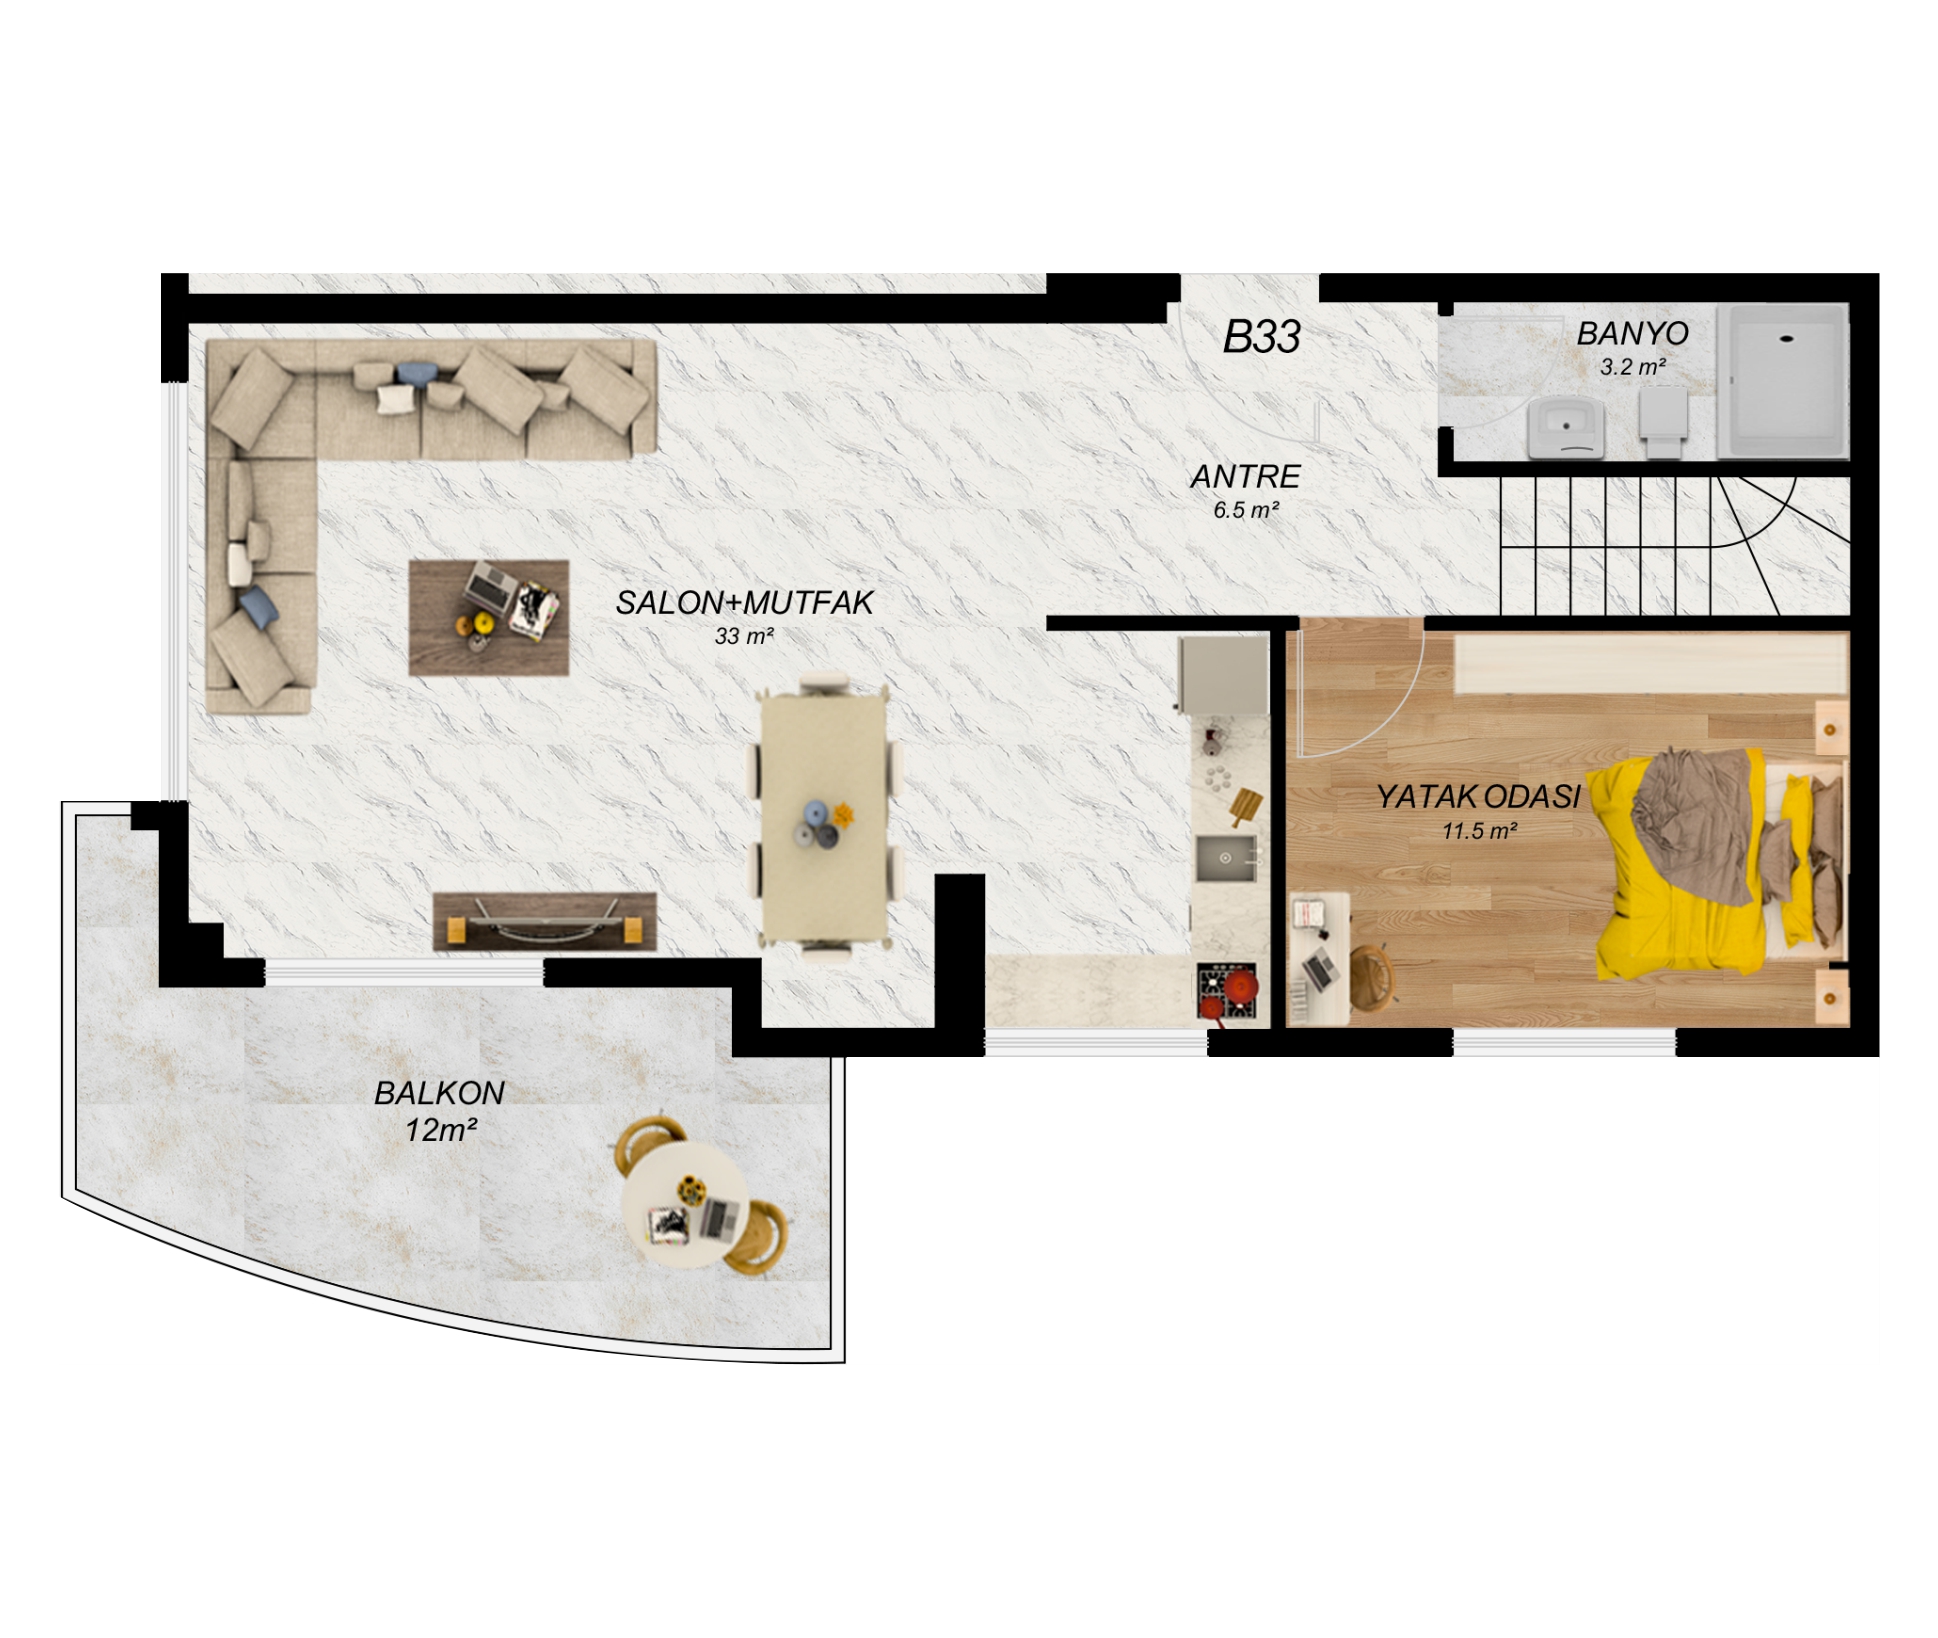 B33
BANYO
3.2 m²
ANTRE
6.5 m²
SALON+MUTFAK
33 m²
YATAK ODASI
11.5 m²
BALKON
12m²